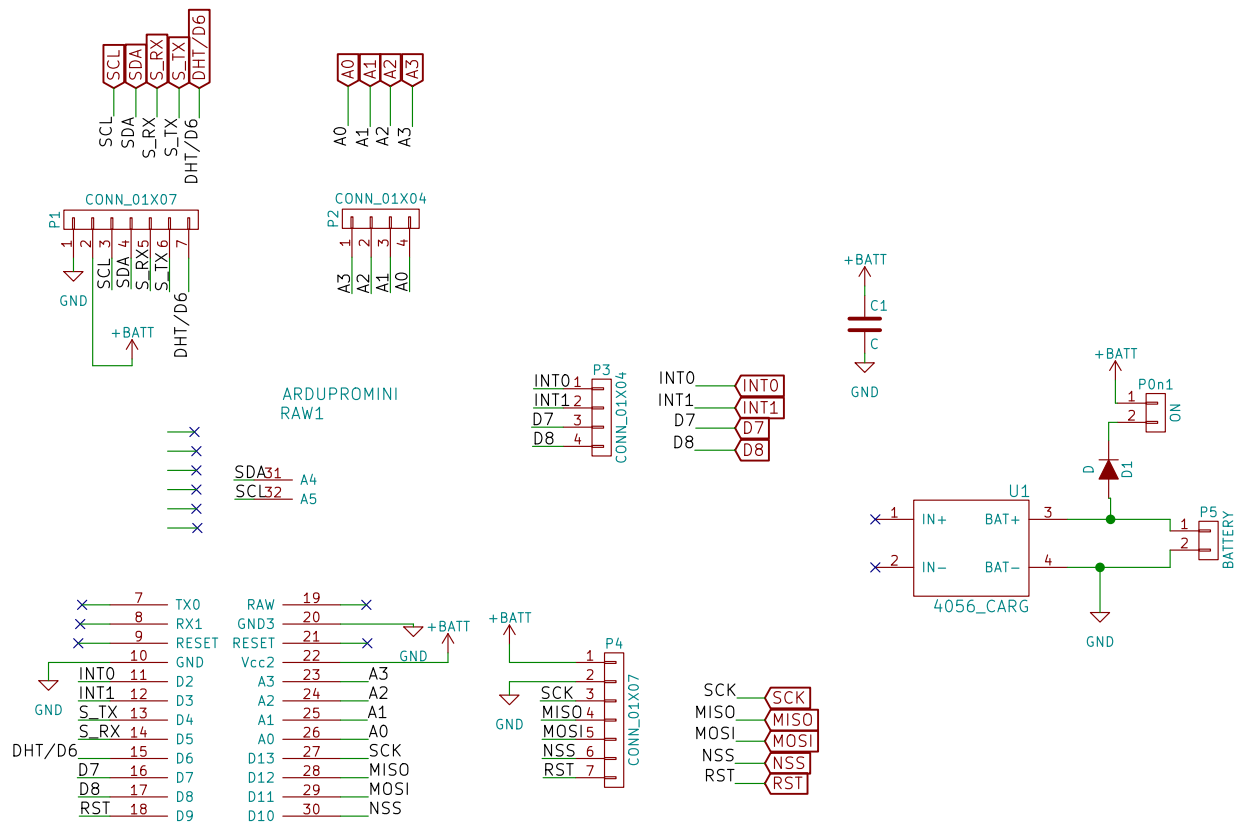 SCL
SDA
S_RX
S_TX
DHT/D6
SCL
SDA
S_RX
S_TX
DHT/D6
A0
A1
A2
A3
A0
A1
A2
A3
CONN_01X07
P1
1
2
3
4
5
6
7
SCL
SDA
S_RX
S_TX
DHT/D6
GND
+BATT
CONN_01X04
P2
1
2
3
4
A3
A2
A1
A0
ARDUPROMINI
RAW1
SDA 31 A4
SCL 32 A5
P3
CONN_01X04
INT0 1
INT1 2
D7 3
D8 4
INT0 INT0
INT1 INT1
D7 D7
D8 D8
+BATT
C1
C
GND
+BATT
P0n1
1
2
ON
D
D1
U1
1 IN+ BAT+ 3
2 IN- BAT- 4
4056_CARG
P5
1
2
BATTERY
GND
7 TX0 RAW 19
8 RX1 GND3 20
9 RESET RESET 21
10 GND Vcc2 22
INT0 11 D2 A3 23 A3
INT1 12 D3 A2 24 A2
S_TX 13 D4 A1 25 A1
S_RX 14 D5 A0 26 A0
DHT/D6 15 D6 D13 27 SCK
D7 16 D7 D12 28 MISO
D8 17 D8 D11 29 MOSI
RST 18 D9 D10 30 NSS
GND
GND
+BATT
+BATT
GND
P4
CONN_01X07
1
2
SCK 3
MISO 4
MOSI 5
NSS 6
RST 7
SCK SCK
MISO MISO
MOSI MOSI
NSS NSS
RST RST